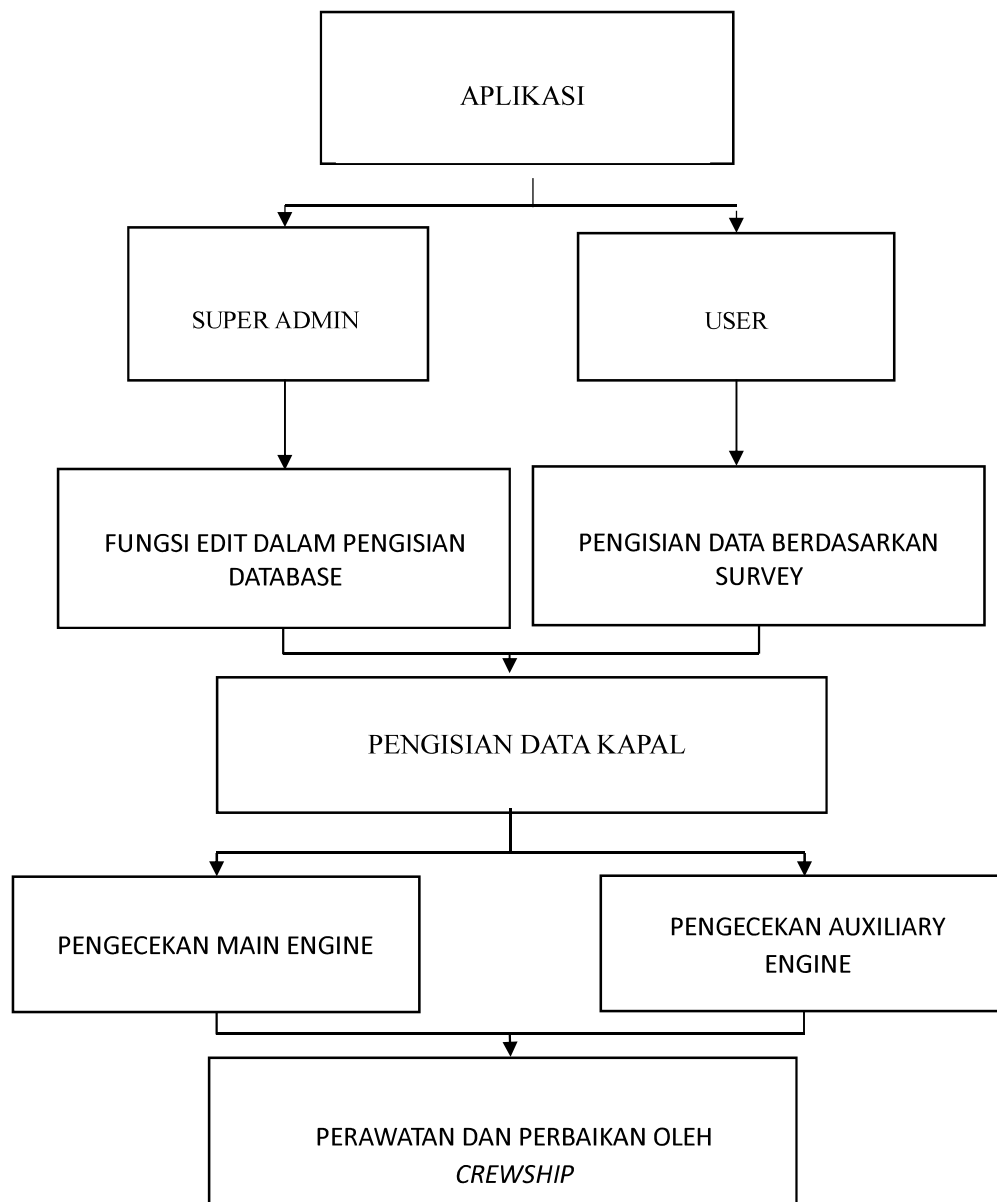 APLIKASI
SUPER ADMIN
USER
FUNGSI EDIT DALAM PENGISIAN
DATABASE
PENGISIAN DATA BERDASARKAN
SURVEY
PENGISIAN DATA KAPAL
PENGECEKAN MAIN ENGINE
PENGECEKAN AUXILIARY
ENGINE
PERAWATAN DAN PERBAIKAN OLEH
CREWSHIP